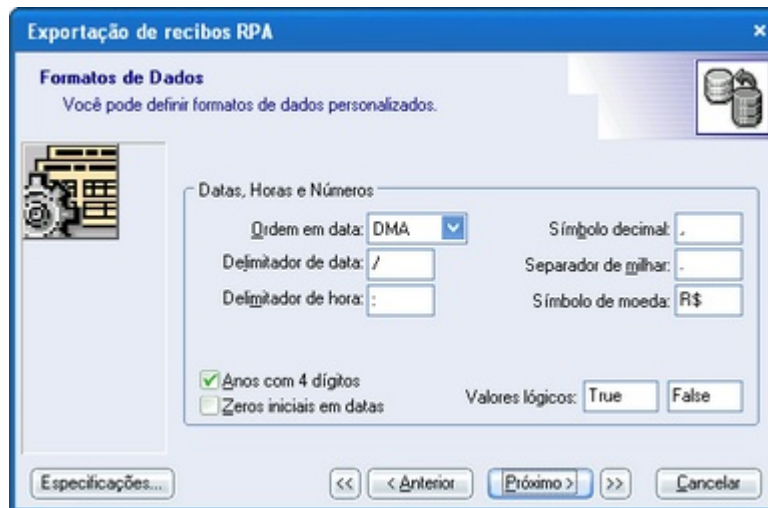 Exportação de recibos RPA
Formatos de Dados
Você pode definir formatos de dados personalizados.
Datas, Horas e Números
Ordem em data: DMA
Símbolo decimal: ,
Delimitador de data: /
Separador de milhar: .
Delimitador de hora: :
Símbolo de moeda: R$
Anos com 4 dígitos
Zeros iniciais em datas
Valores lógicos: True False
Especificações... << < Anterior Próximo > >> Cancelar